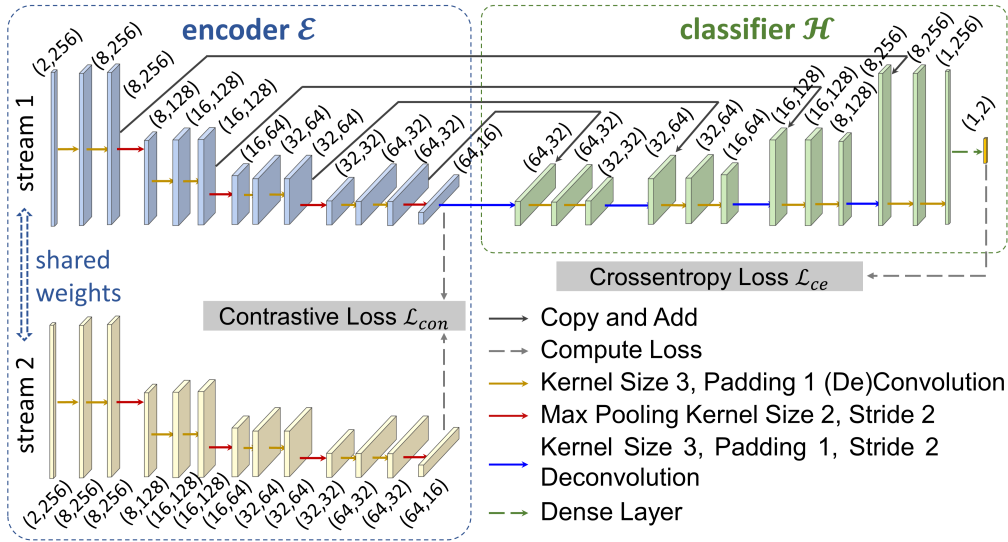 encoder ℰ
classifier ℋ
stream 1
(2,256)
(8,256)
(8,256)
(8,128)
(16,128)
(16,128)
(16,64)
(32,64)
(32,64)
(32,32)
(64,32)
(64,32)
(64,16)
(64,32)
(64,32)
(32,32)
(32,64)
(32,64)
(16,64)
(16,128)
(16,128)
(8,128)
(8,256)
(8,256)
(1,256)
(1,2)
shared
weights
Contrastive Loss ℒcon
Crossentropy Loss ℒce
stream 2
(2,256)
(8,256)
(8,256)
(8,128)
(16,128)
(16,128)
(16,64)
(32,64)
(32,64)
(32,32)
(64,32)
(64,32)
(64,16)
Copy and Add
Compute Loss
Kernel Size 3, Padding 1 (De)Convolution
Max Pooling Kernel Size 2, Stride 2
Kernel Size 3, Padding 1, Stride 2
Deconvolution
Dense Layer